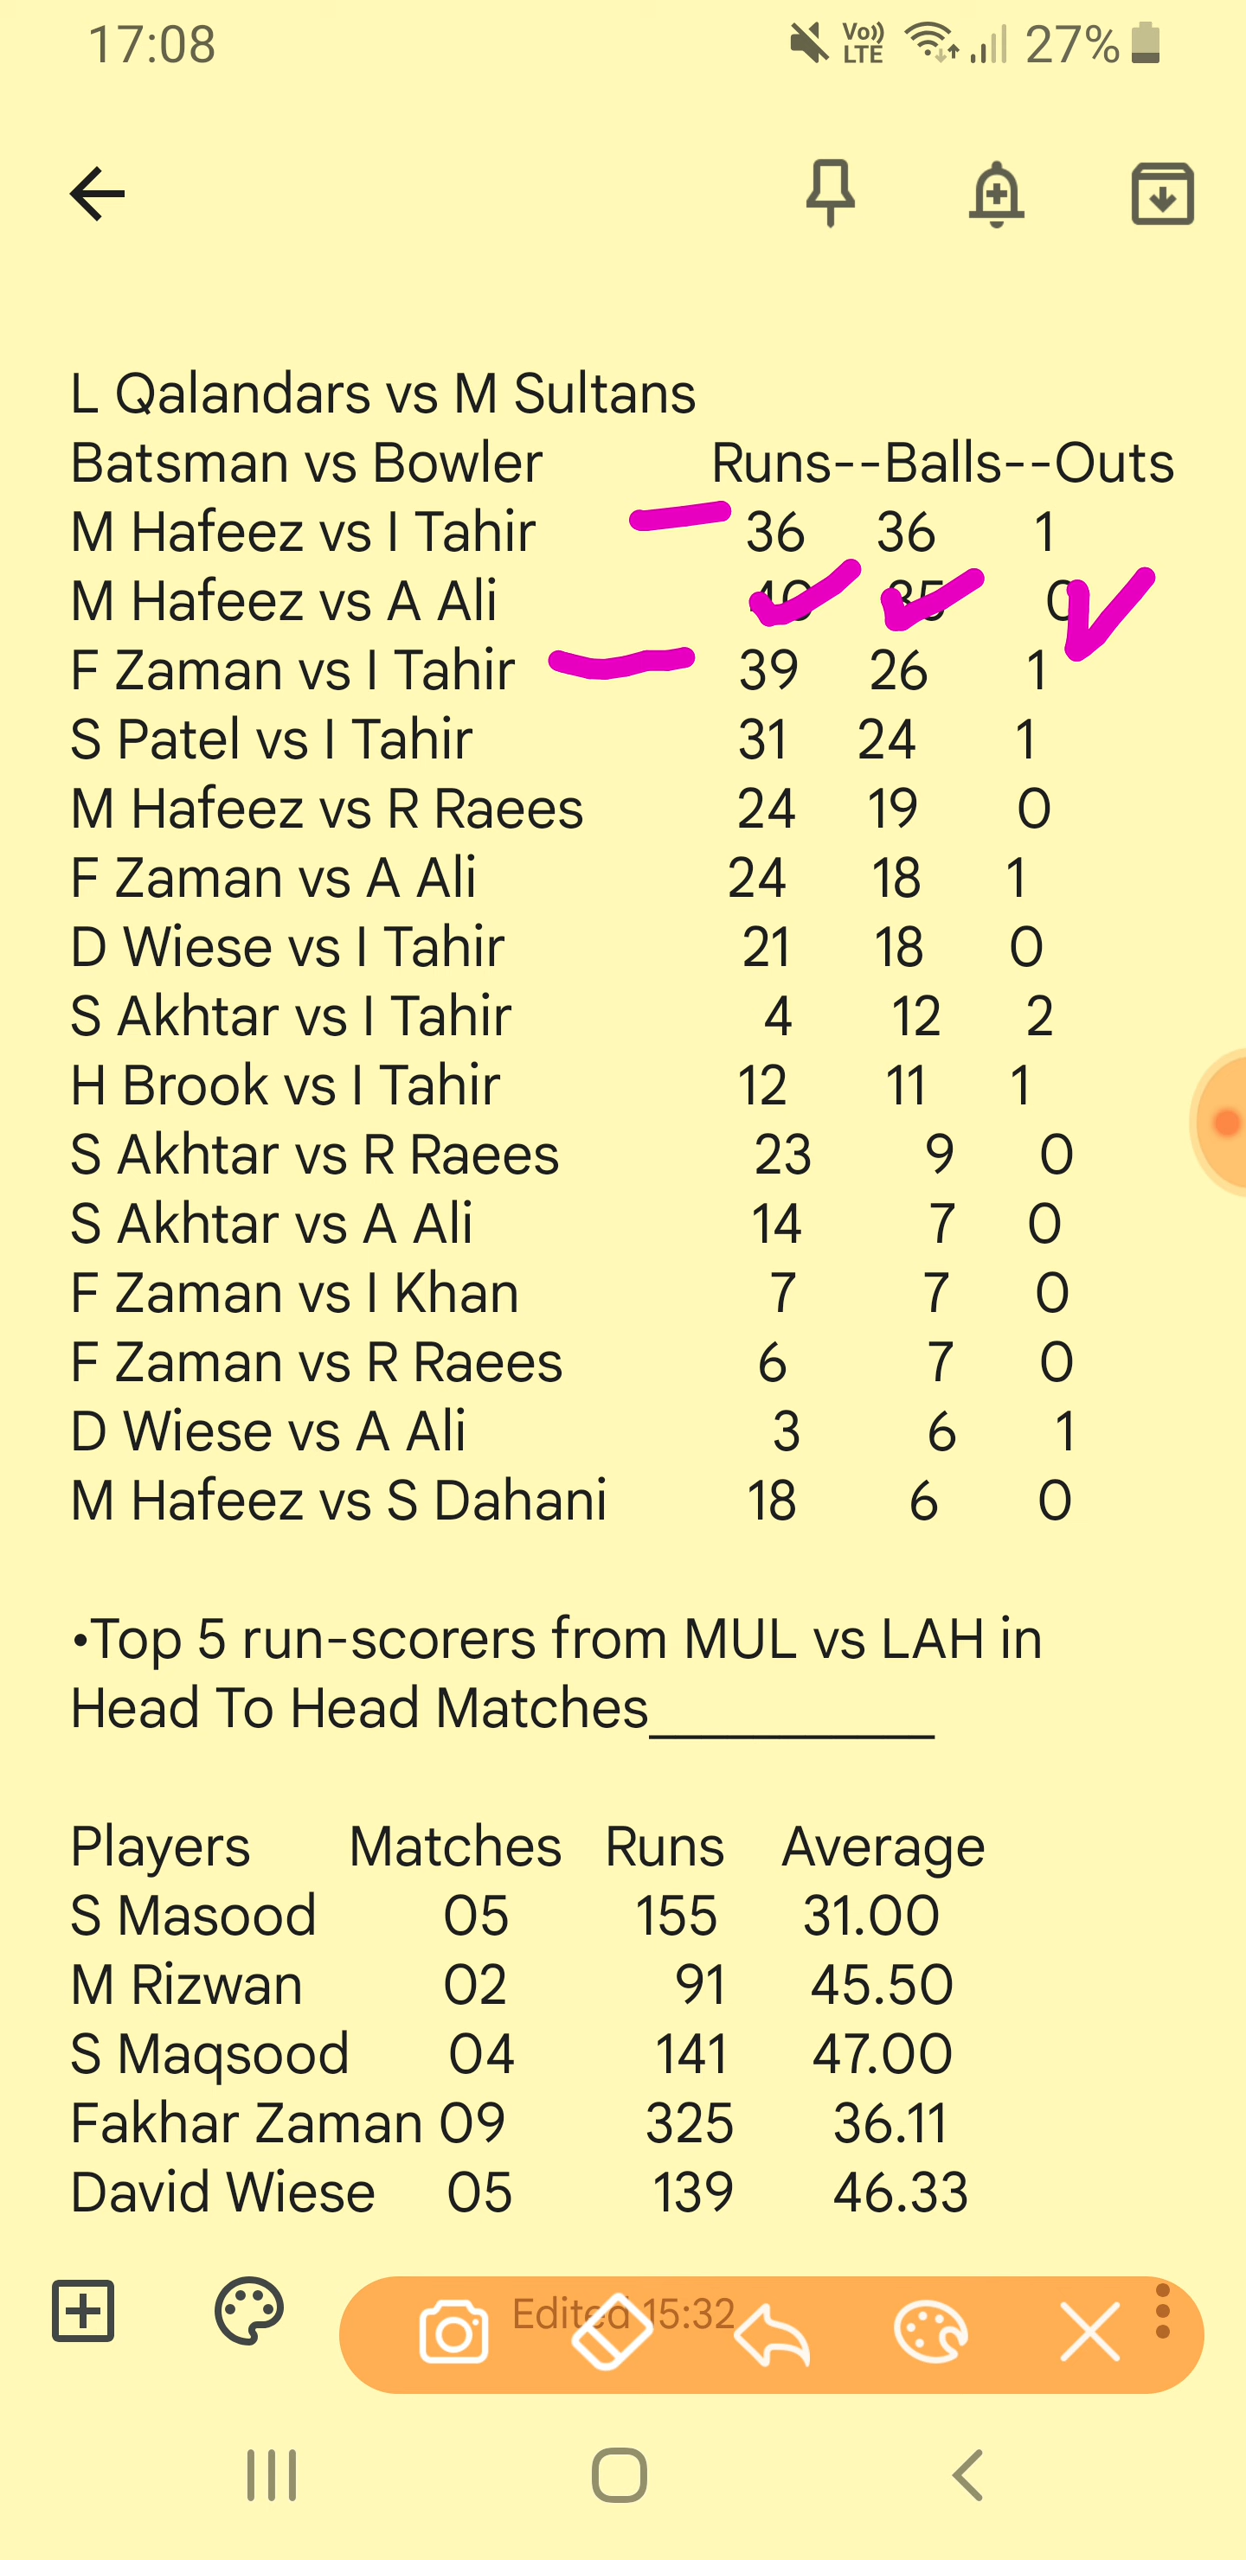 17:08 Vo)) LTE 27%
L Qalandars vs M Sultans
Batsman vs Bowler Runs--Balls--Outs
M Hafeez vs I Tahir 36 36 1
M Hafeez vs A Ali 40 35 0
F Zaman vs I Tahir 39 26 1
S Patel vs I Tahir 31 24 1
M Hafeez vs R Raees 24 19 0
F Zaman vs A Ali 24 18 1
D Wiese vs I Tahir 21 18 0
S Akhtar vs I Tahir 4 12 2
H Brook vs I Tahir 12 11 1
S Akhtar vs R Raees 23 9 0
S Akhtar vs A Ali 14 7 0
F Zaman vs I Khan 7 7 0
F Zaman vs R Raees 6 7 0
D Wiese vs A Ali 3 6 1
M Hafeez vs S Dahani 18 6 0
•Top 5 run-scorers from MUL vs LAH in
Head To Head Matches__________
Players Matches Runs Average
S Masood 05 155 31.00
M Rizwan 02 91 45.50
S Maqsood 04 141 47.00
Fakhar Zaman 09 325 36.11
David Wiese 05 139 46.33
Edited 15:32